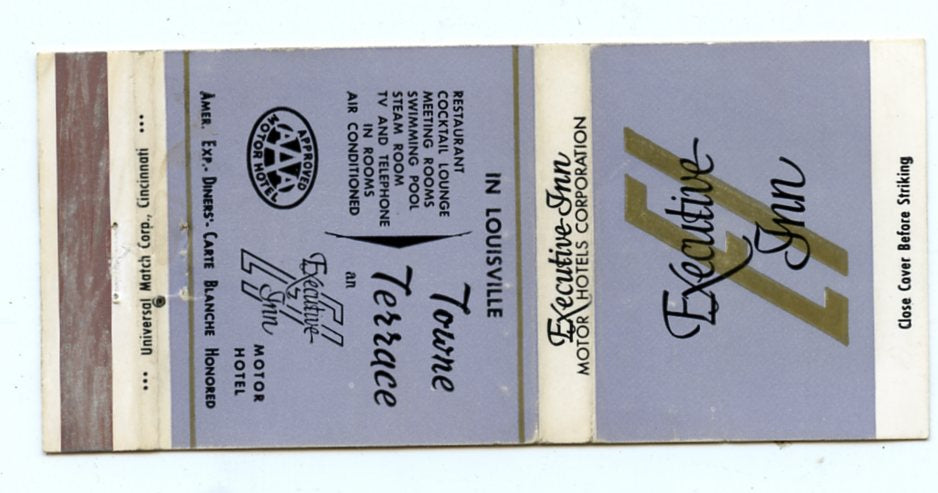 Close Cover Before Striking
Executive
Inn
Executive Inn
MOTOR HOTELS CORPORATION
IN LOUISVILLE
RESTAURANT
COCKTAIL LOUNGE
MEETING ROOMS
SWIMMING POOL
STEAM ROOM
TV AND TELEPHONE
IN ROOMS
AIR CONDITIONED
Towne
Terrace
an
APPROVED
AAA
MOTOR HOTEL
Executive
Inn
MOTOR
HOTEL
AMER. EXP.- DINERS'- CARTE BLANCHE HONORED
... Universal Match Corp., Cincinnati ...